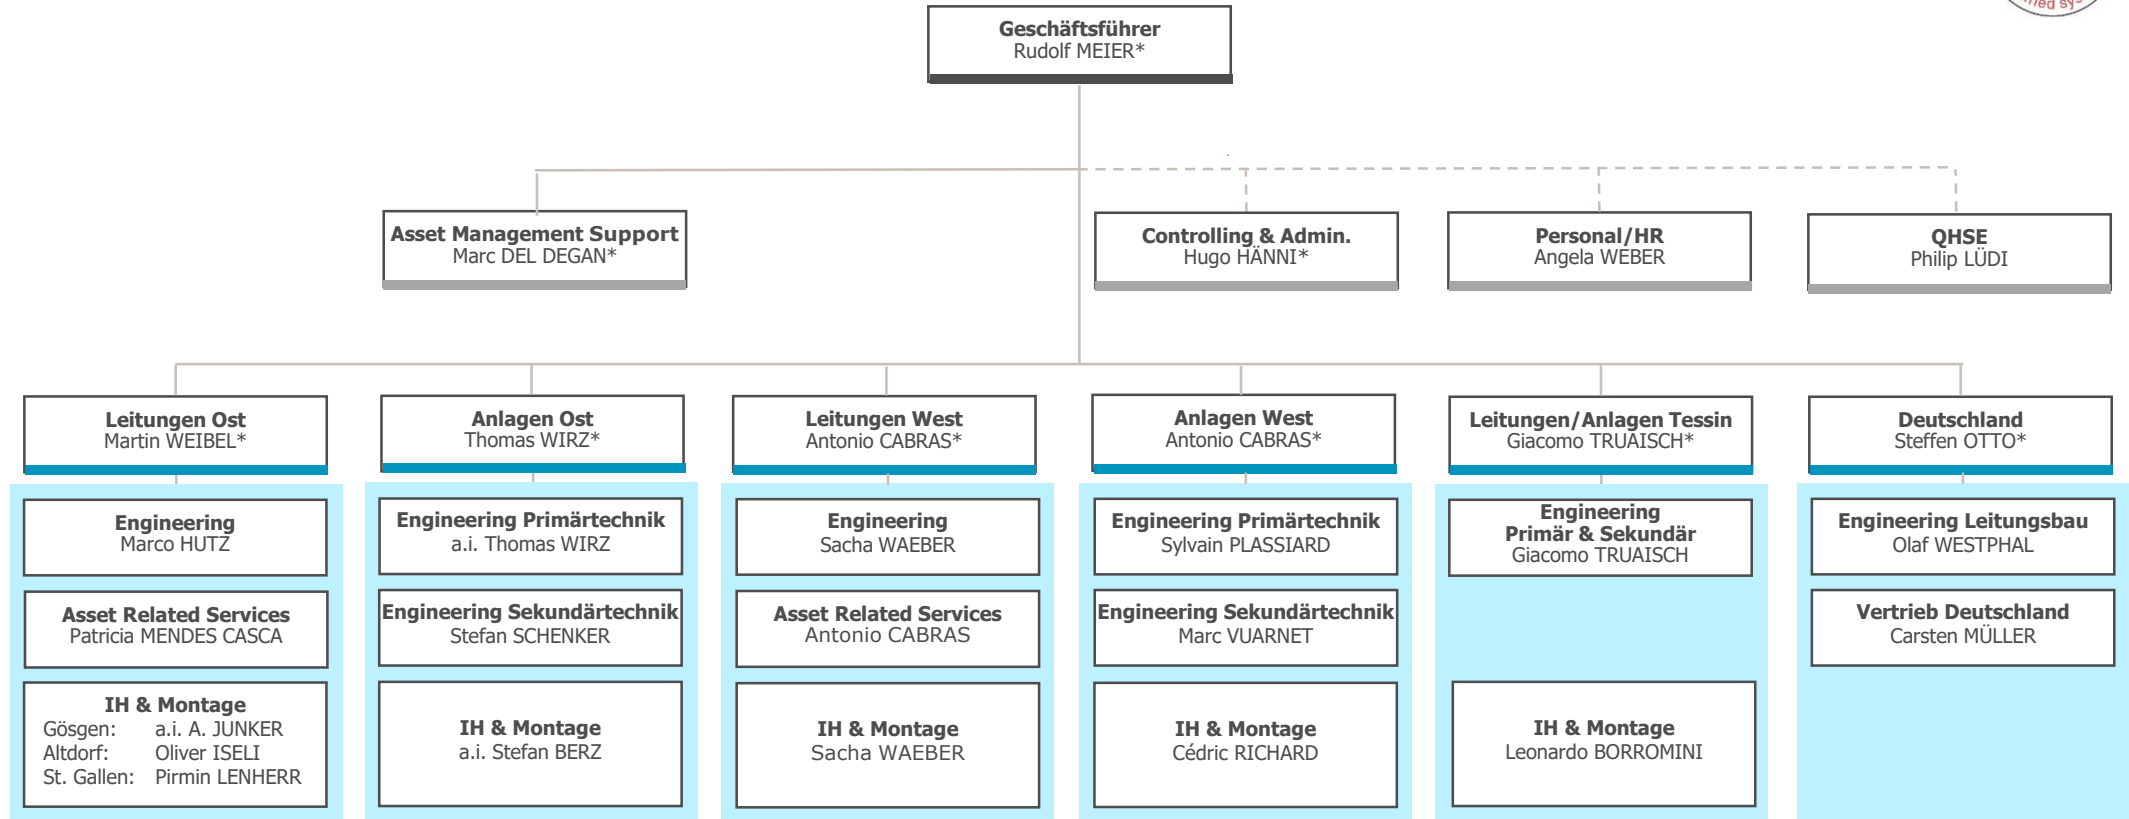 ned sys
Geschäftsführer
Rudolf MEIER*
Asset Management Support
Marc DEL DEGAN*
Controlling & Admin.
Hugo HÄNNI*
Personal/HR
Angela WEBER
QHSE
Philip LÜDI
Leitungen Ost
Martin WEIBEL*
Anlagen Ost
Thomas WIRZ*
Leitungen West
Antonio CABRAS*
Anlagen West
Antonio CABRAS*
Leitungen/Anlagen Tessin
Giacomo TRUAISCH*
Deutschland
Steffen OTTO*
Engineering
Marco HUTZ
Engineering Primärtechnik
a.i. Thomas WIRZ
Engineering
Sacha WAEBER
Engineering Primärtechnik
Sylvain PLASSIARD
Engineering
Primär & Sekundär
Giacomo TRUAISCH
Engineering Leitungsbau
Olaf WESTPHAL
Asset Related Services
Patricia MENDES CASCA
Engineering Sekundärtechnik
Stefan SCHENKER
Asset Related Services
Antonio CABRAS
Engineering Sekundärtechnik
Marc VUARNET
Vertrieb Deutschland
Carsten MÜLLER
IH & Montage
Gösgen: a.i. A. JUNKER
Altdorf: Oliver ISELI
St. Gallen: Pirmin LENHERR
IH & Montage
a.i. Stefan BERZ
IH & Montage
Sacha WAEBER
IH & Montage
Cédric RICHARD
IH & Montage
Leonardo BORROMINI